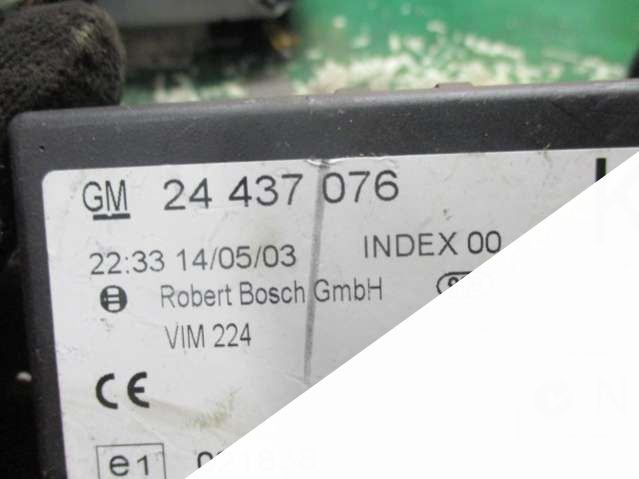 GM 24 437 076
22:33 14/05/03 INDEX 00
Robert Bosch GmbH
VIM 224
CE
e1